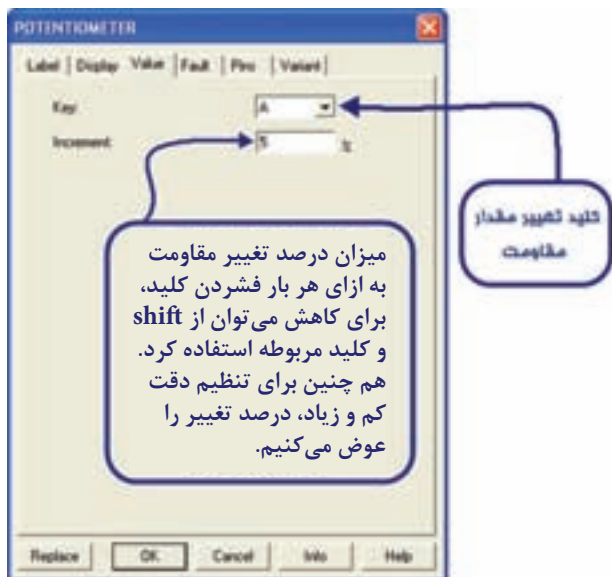 POTENTIOMETER
Label Display Value Fault Pins Variant
Key: A
Increment: 5 %
کلید تغییر مقدار
مقاومت
میزان درصد تغییر مقاومت
به ازای هر بار فشردن کلید،
برای کاهش می‌توان از shift
و کلید مربوطه استفاده کرد.
هم چنین برای تنظیم دقت
کم و زیاد، درصد تغییر را
عوض می‌کنیم.
Replace OK Cancel Info Help